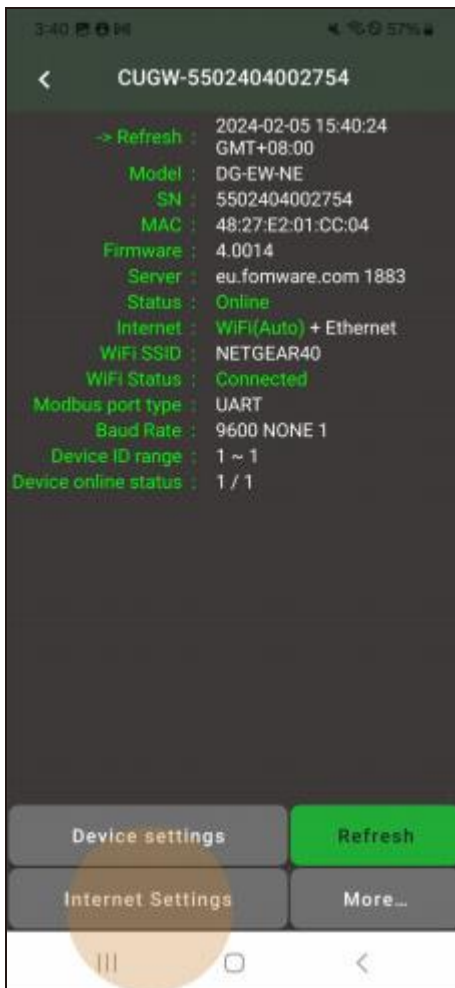 3:40
57%
CUGW-5502404002754
-> Refresh : 2024-02-05 15:40:24
GMT+08:00
Model : DG-EW-NE
SN : 5502404002754
MAC : 48:27:E2:01:CC:04
Firmware : 4.0014
Server : eu.fomware.com 1883
Status : Online
Internet : WiFi(Auto) + Ethernet
WiFi SSID : NETGEAR40
WiFi Status : Connected
Modbus port type : UART
Baud Rate : 9600 NONE 1
Device ID range : 1 ~ 1
Device online status : 1 / 1
Device settings
Refresh
Internet Settings
More...